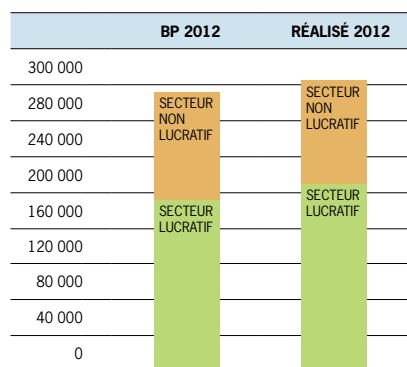 BP 2012 RÉALISÉ 2012
300 000
280 000
240 000
200 000
160 000
120 000
80 000
40 000
0
SECTEUR
NON
LUCRATIF
SECTEUR
LUCRATIF
SECTEUR
NON
LUCRATIF
SECTEUR
LUCRATIF